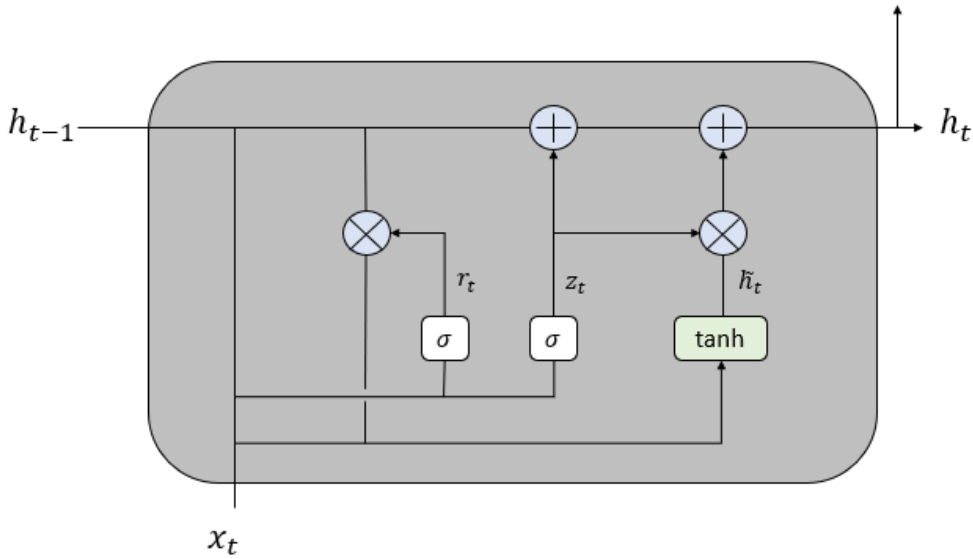 h_{t−1}
h_t
r_t
z_t
h̃_t
σ
σ
tanh
x_t